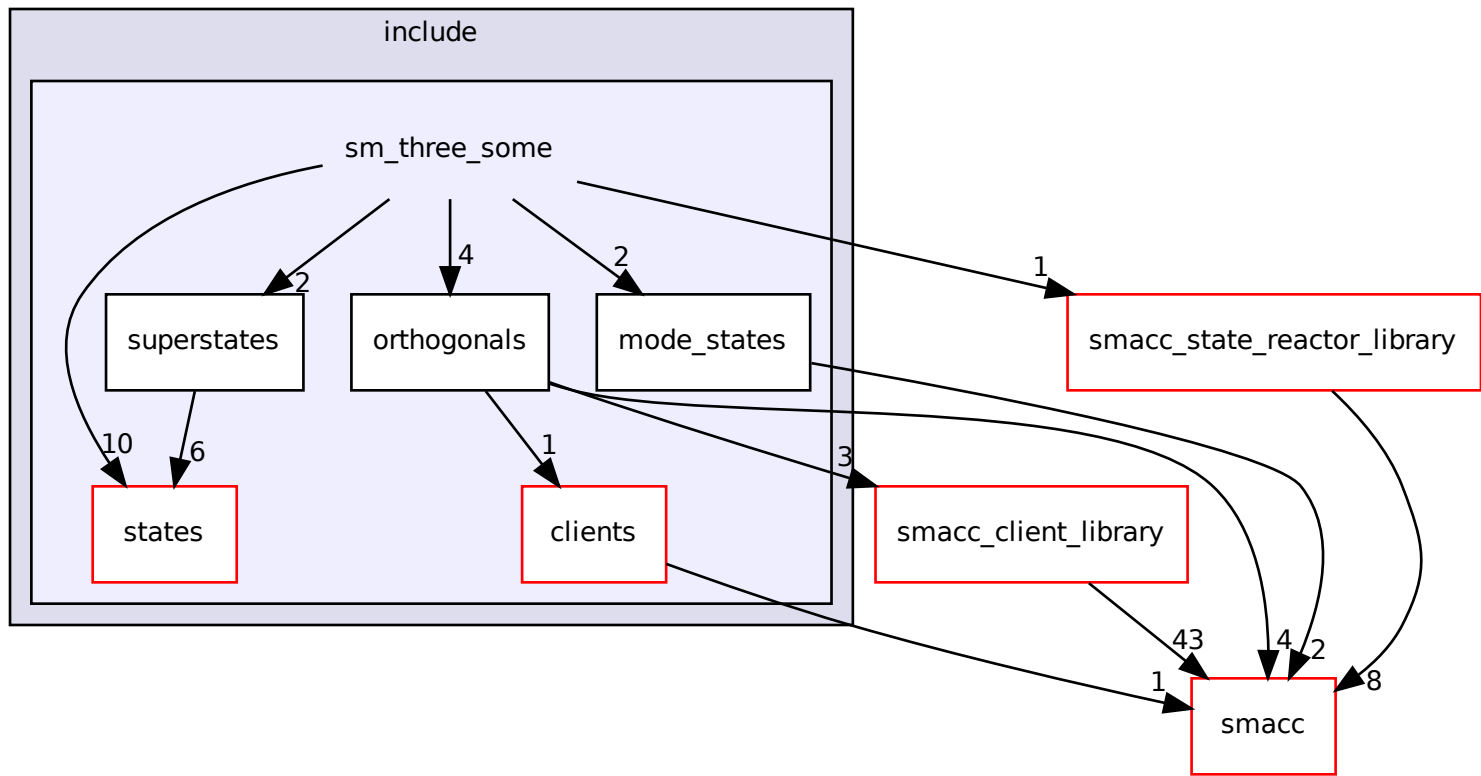 include
sm_three_some
1
2
4
2
superstates
orthogonals
mode_states
smacc_state_reactor_library
10
6
1
3
states
clients
smacc_client_library
43
4
2
1
8
smacc